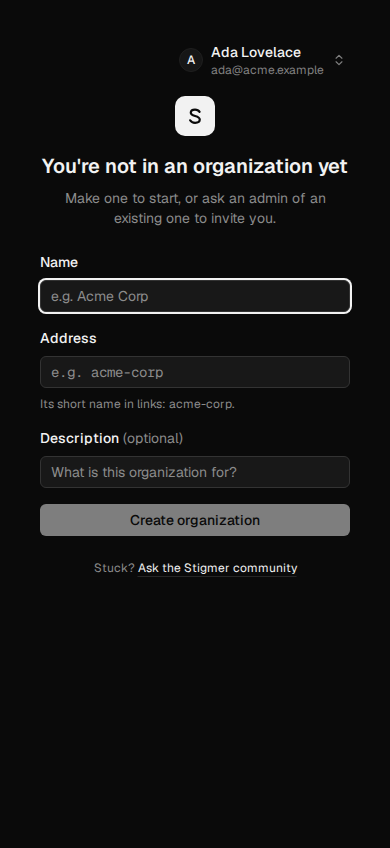 A
Ada Lovelace
ada@acme.example
S
You're not in an organization yet
Make one to start, or ask an admin of an
existing one to invite you.
Name
e.g. Acme Corp
Address
e.g. acme-corp
Its short name in links: acme-corp.
Description (optional)
What is this organization for?
Create organization
Stuck? Ask the Stigmer community